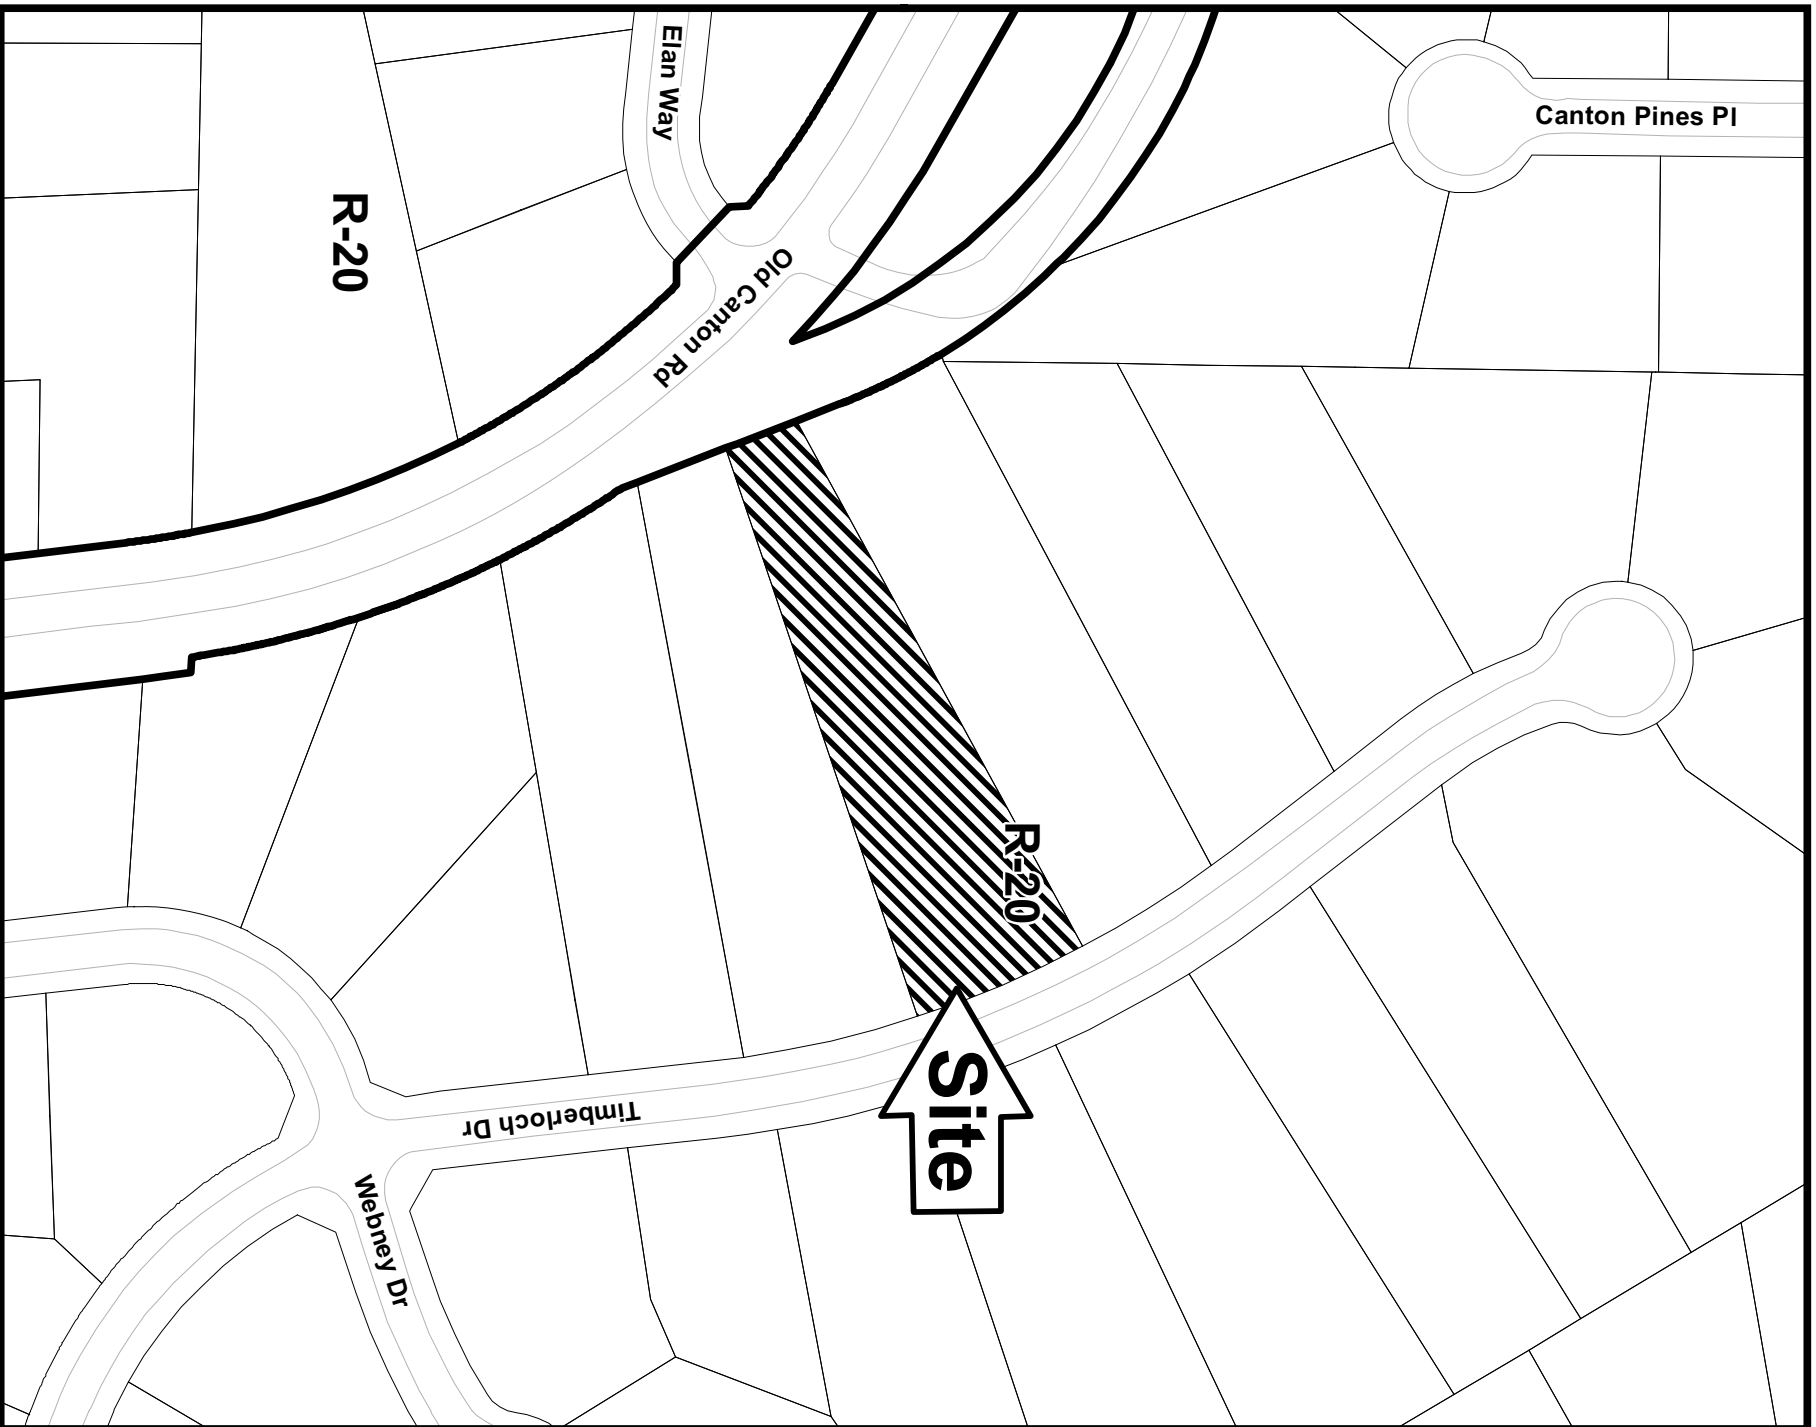 Elan Way
Canton Pines Pl
R-20
Old Canton Rd
R-20
Site
Timberloch Dr
Webney Dr